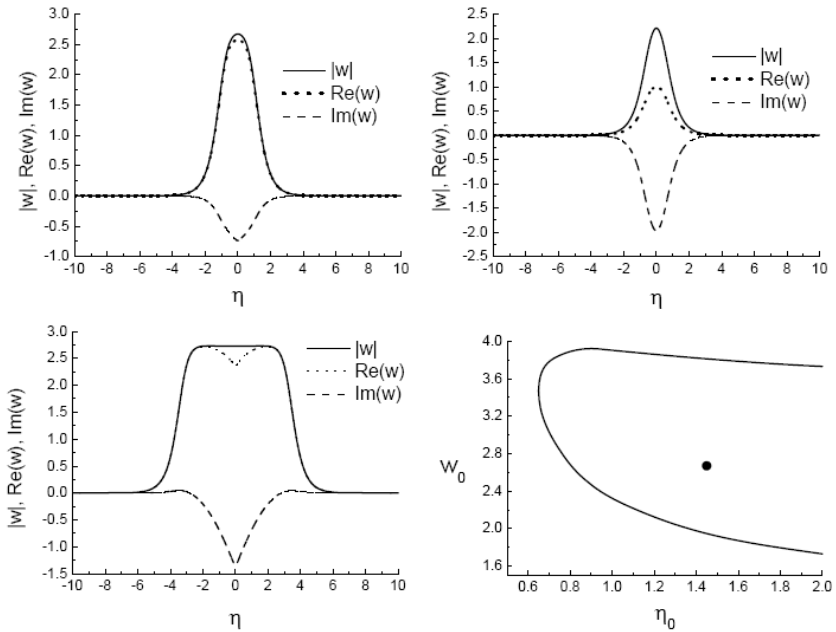 3.0
2.5
2.0
1.5
1.0
0.5
0.0
-0.5
-1.0
|w|, Re(w), Im(w)
|w|
Re(w)
Im(w)
-10 -8 -6 -4 -2 0 2 4 6 8 10
η
2.5
2.0
1.5
1.0
0.5
0.0
-0.5
-1.0
-1.5
-2.0
2.5
|w|, Re(w), Im(w)
|w|
Re(w)
Im(w)
-10 -8 -6 -4 -2 0 2 4 6 8 10
η
3.0
2.5
2.0
1.5
1.0
0.5
0.0
-0.5
-1.0
-1.5
|w|, Re(w), Im(w)
|w|
Re(w)
Im(w)
-10 -8 -6 -4 -2 0 2 4 6 8 10
η
4.0
3.6
3.2
2.8
2.4
2.0
1.6
W0
0.6 0.8 1.0 1.2 1.4 1.6 1.8 2.0
η0